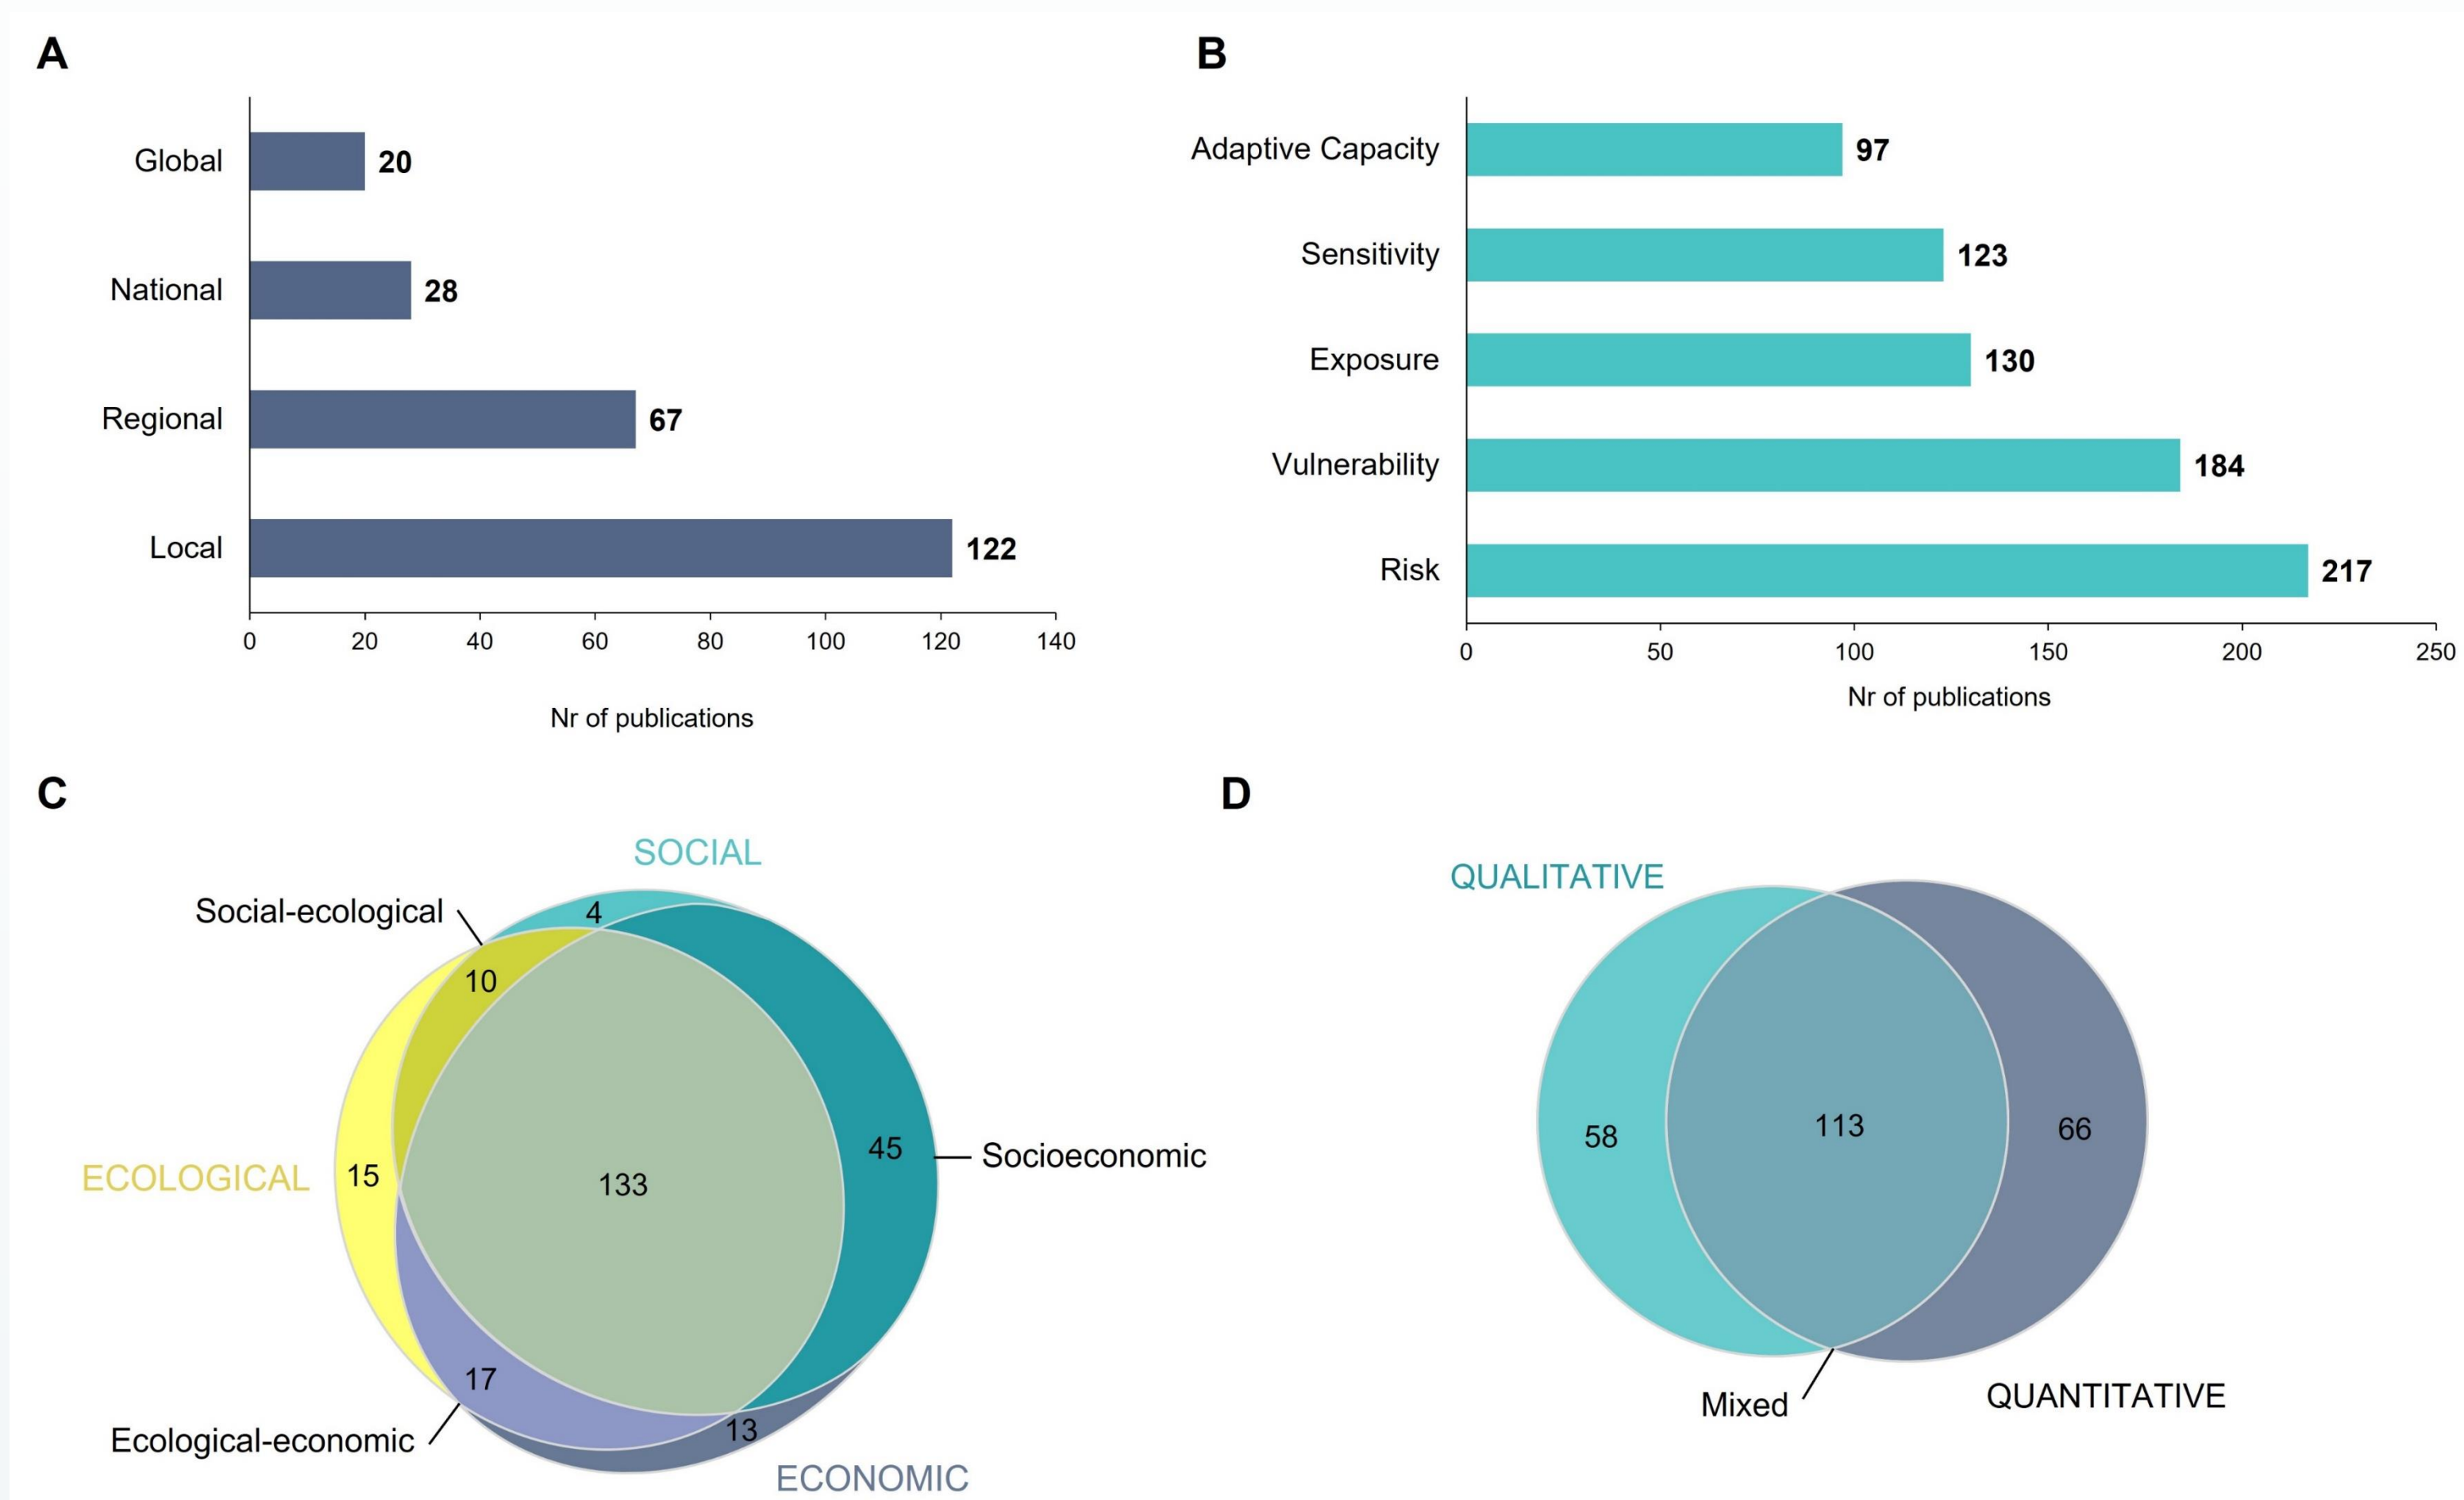 A
Global
20
National
28
Regional
67
Local
122
0 20 40 60 80 100 120 140
Nr of publications
B
Adaptive Capacity
97
Sensitivity
123
Exposure
130
Vulnerability
184
Risk
217
0 50 100 150 200 250
Nr of publications
C
SOCIAL
Social-ecological
4
10
45
Socioeconomic
ECOLOGICAL
15
133
17
13
Ecological-economic
ECONOMIC
D
QUALITATIVE
58
113
66
Mixed
QUANTITATIVE